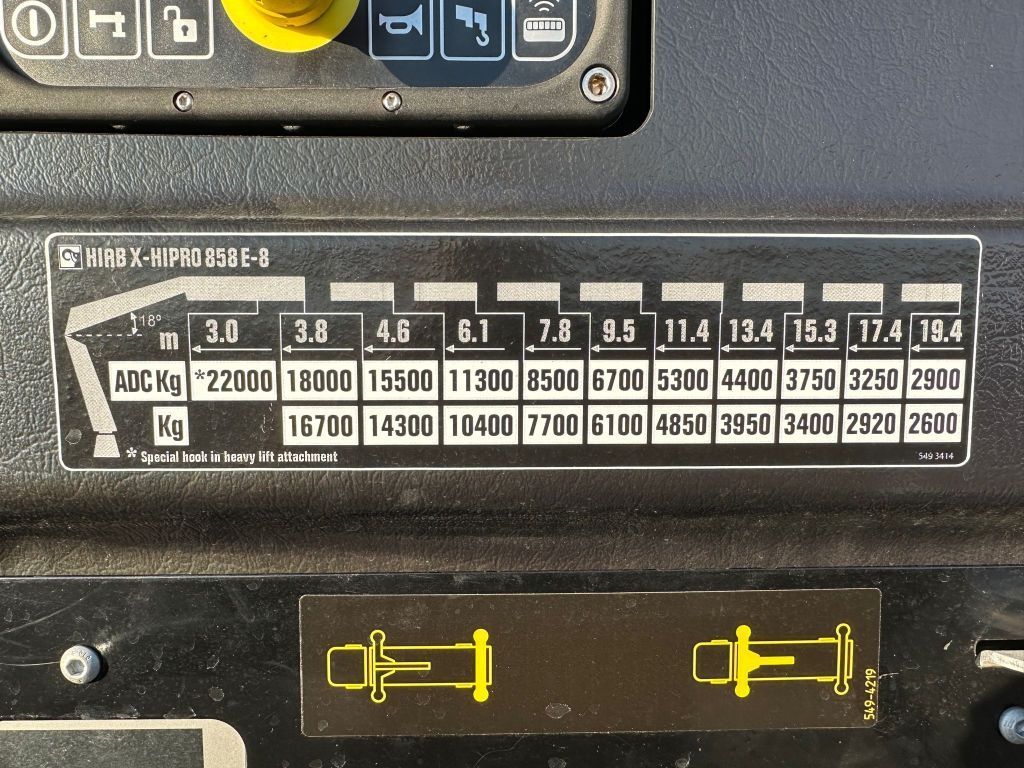 HIAB X-HIPRO 858 E-8
18°
m 3.0 3.8 4.6 6.1 7.8 9.5 11.4 13.4 15.3 17.4 19.4
ADC Kg *22000 18000 15500 11300 8500 6700 5300 4400 3750 3250 2900
Kg 16700 14300 10400 7700 6100 4850 3950 3400 2920 2600
* Special hook in heavy lift attachment
549 3414
549-4219